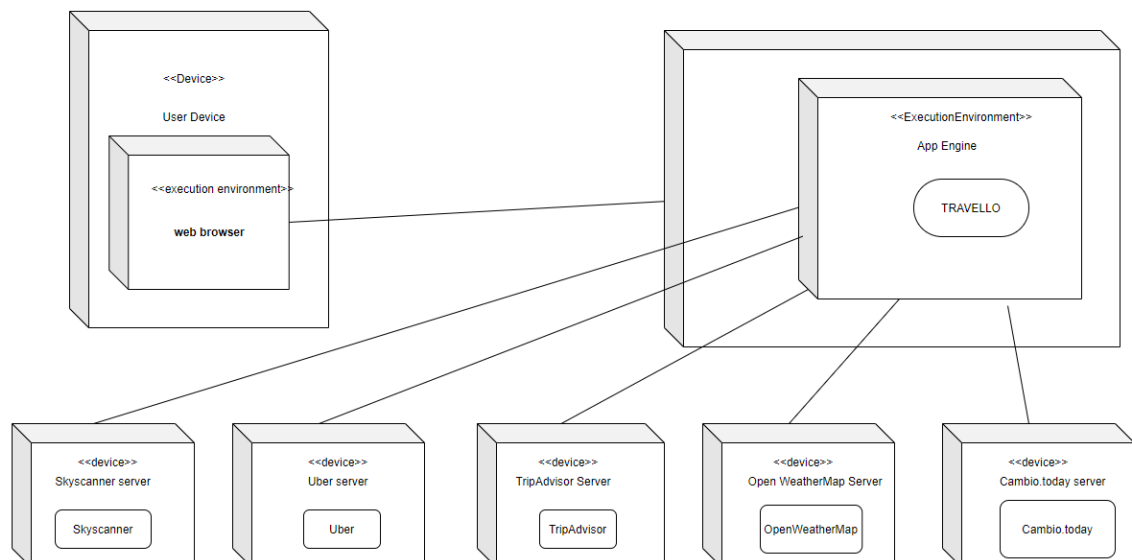 <<Device>>
User Device
<<execution environment>>
web browser
<<ExecutionEnvironment>>
App Engine
TRAVELLO
<<device>>
Skyscanner server
Skyscanner
<<device>>
Uber server
Uber
<<device>>
TripAdvisor Server
TripAdvisor
<<device>>
Open WeatherMap Server
OpenWeatherMap
<<device>>
Cambio.today server
Cambio.today